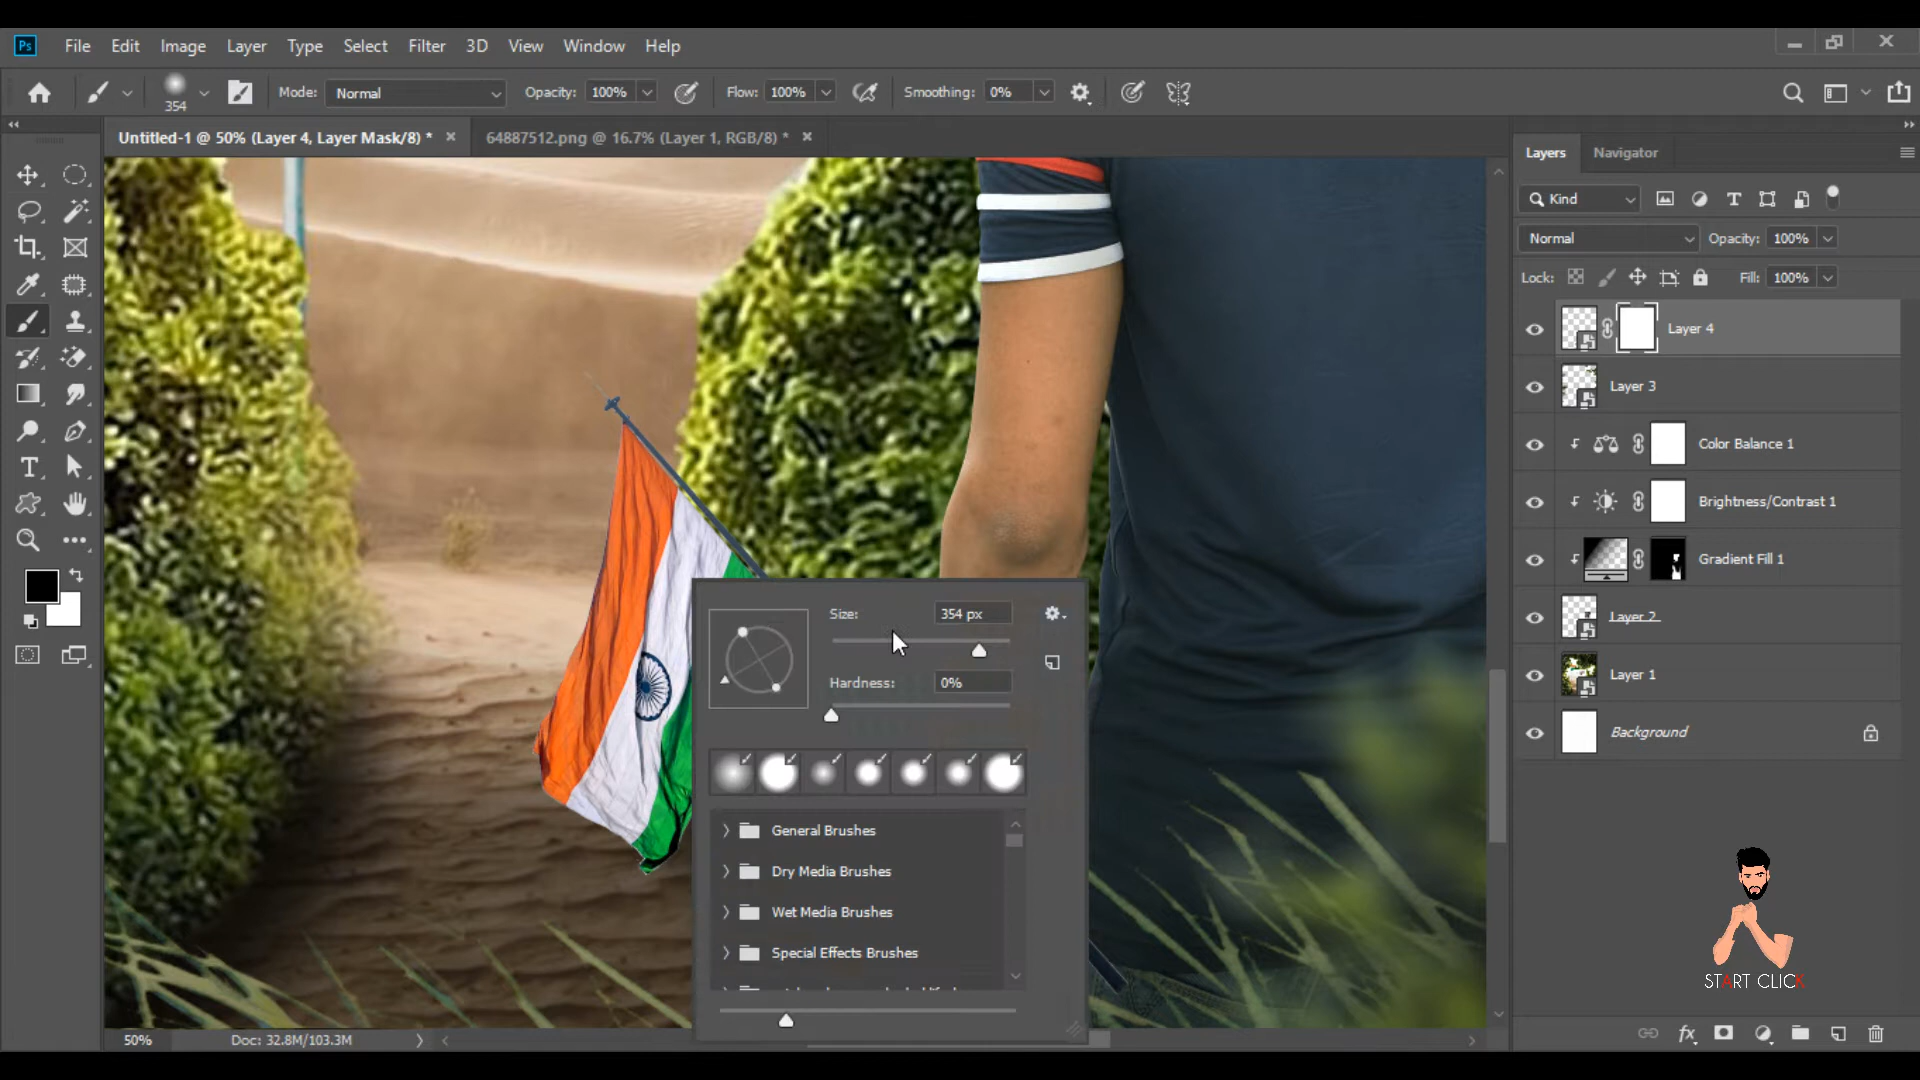 Ps File Edit Image Layer Type Select Filter 3D View Window Help
354 Mode: Normal Opacity: 100% Flow: 100% Smoothing: 0%
Untitled-1 @ 50% (Layer 4, Layer Mask/8) * 64887512.png @ 16.7% (Layer 1, RGB/8) *
Layers Navigator
Kind
Normal Opacity: 100%
Lock: Fill: 100%
Layer 4
Layer 3
Color Balance 1
Brightness/Contrast 1
Gradient Fill 1
Layer 2
Layer 1
Background
Size: 354 px
Hardness: 0%
General Brushes
Dry Media Brushes
Wet Media Brushes
Special Effects Brushes
START CLICK
50% Doc: 32.8M/103.3M